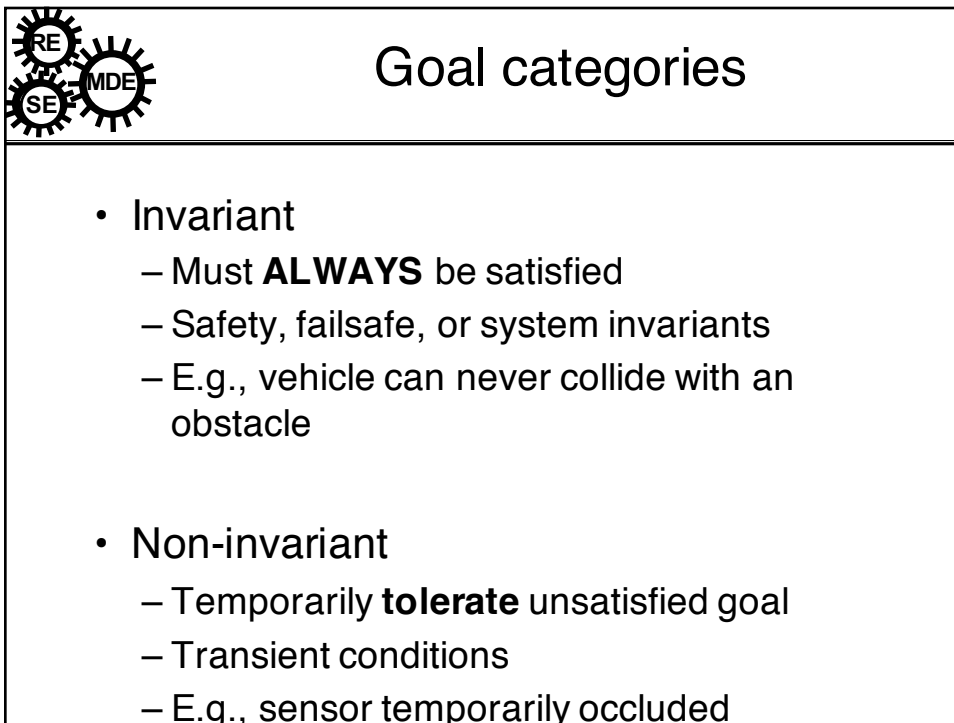 RE
MDE
SE
Goal categories
• Invariant
– Must ALWAYS be satisfied
– Safety, failsafe, or system invariants
– E.g., vehicle can never collide with an
obstacle
• Non-invariant
– Temporarily tolerate unsatisfied goal
– Transient conditions
– E.g., sensor temporarily occluded